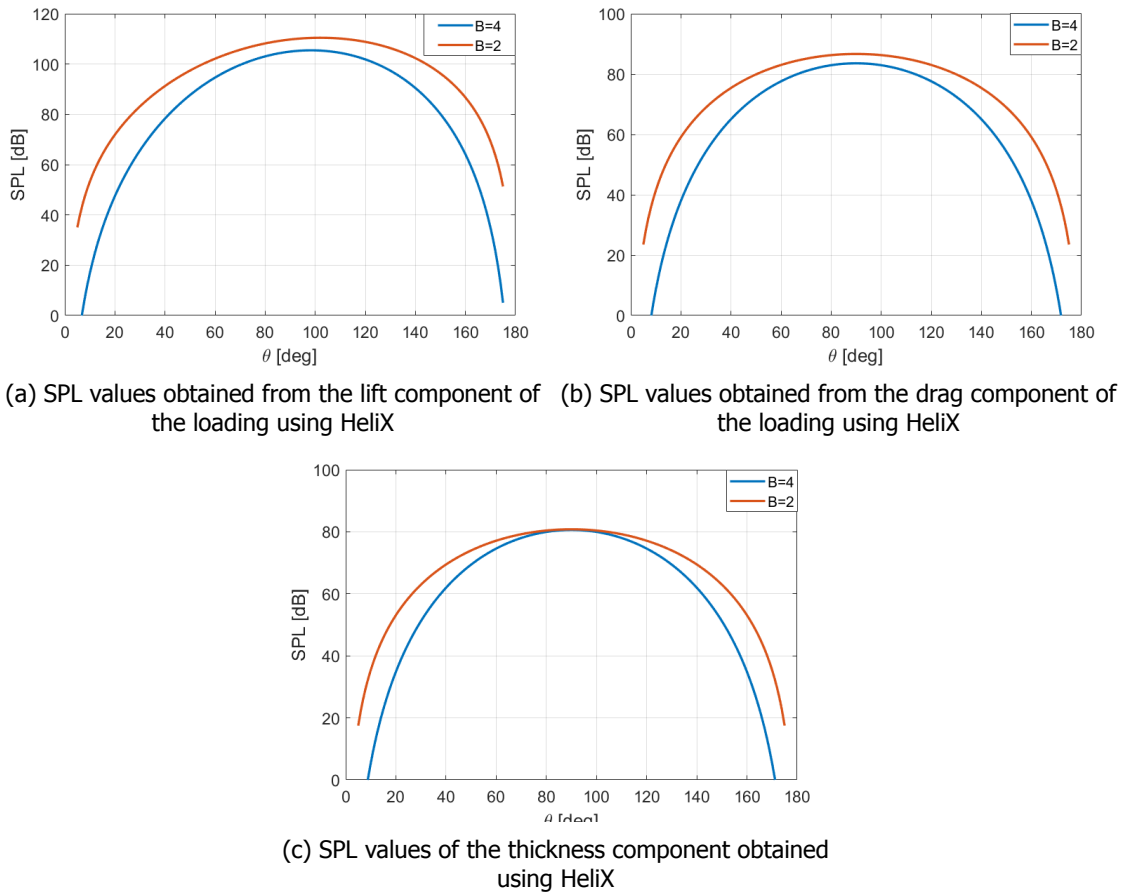 120
100
80
60
40
20
0
SPL [dB]
0 20 40 60 80 100 120 140 160 180
θ [deg]
B=4
B=2
(a) SPL values obtained from the lift component of
the loading using HeliX
100
80
60
40
20
0
SPL [dB]
0 20 40 60 80 100 120 140 160 180
θ [deg]
B=4
B=2
(b) SPL values obtained from the drag component of
the loading using HeliX
100
80
60
40
20
0
SPL [dB]
0 20 40 60 80 100 120 140 160 180
θ [deg]
B=4
B=2
(c) SPL values of the thickness component obtained
using HeliX